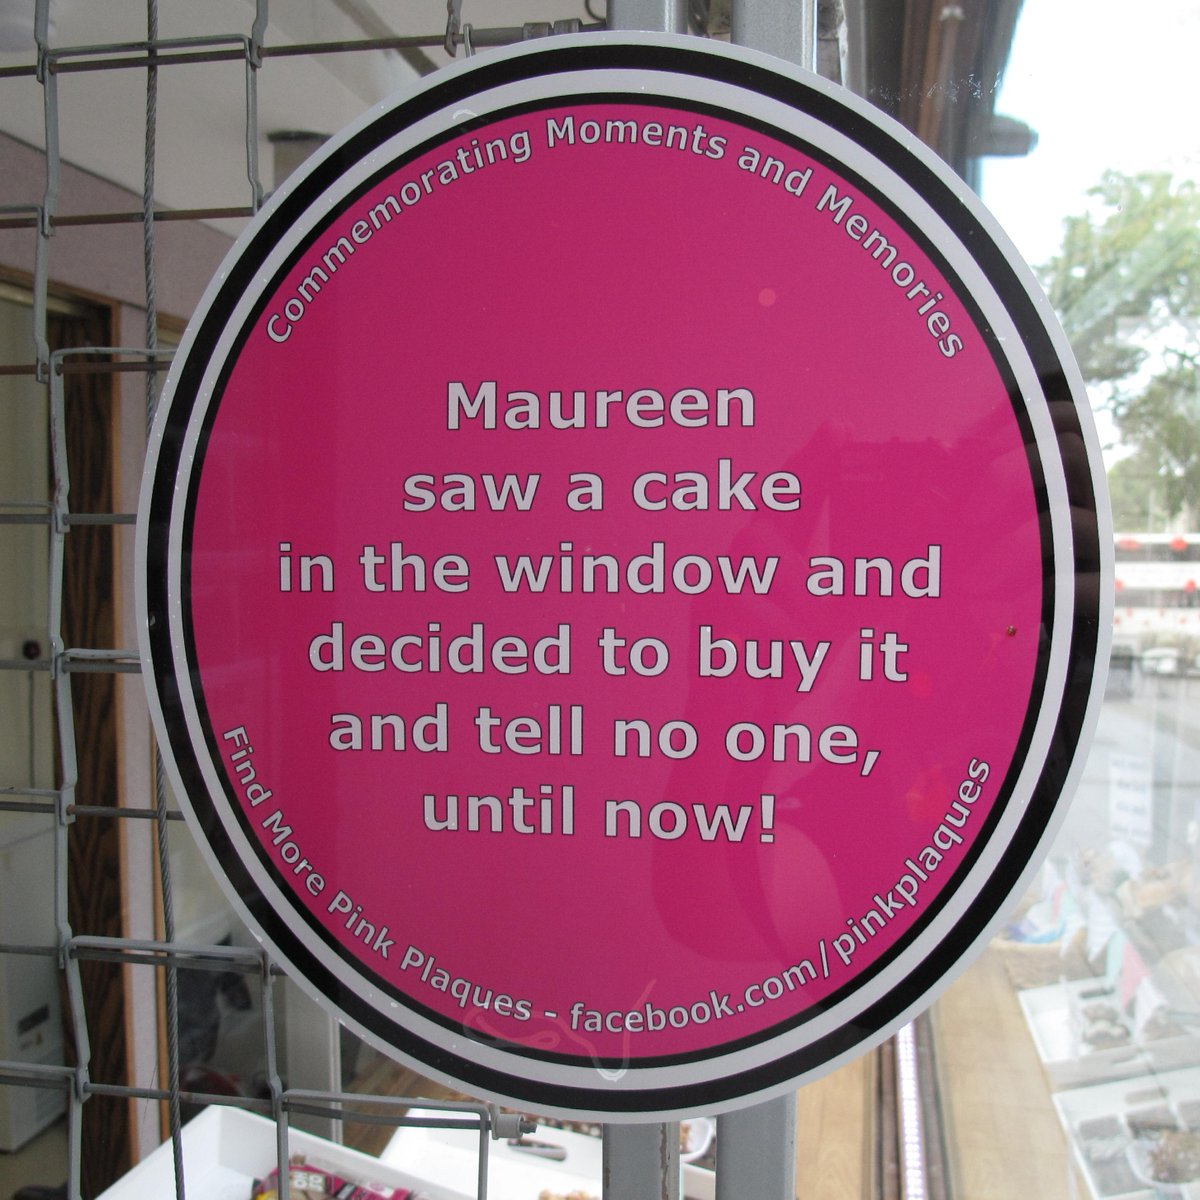 Commemorating Moments and Memories
Maureen
saw a cake
in the window and
decided to buy it
and tell no one,
until now!
Find More Pink Plaques - facebook.com/pinkplaques